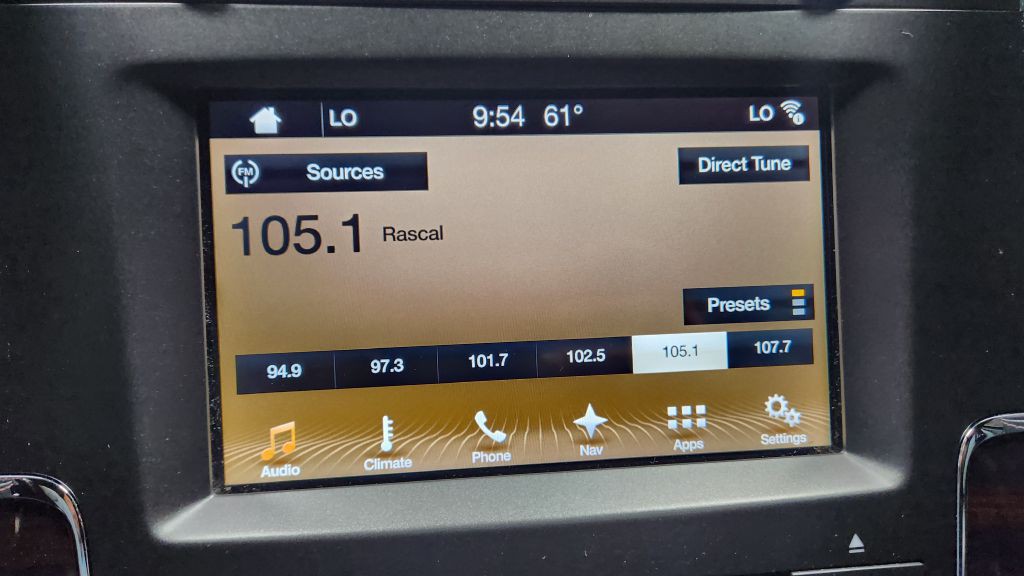 LO 9:54 61° LO
FM Sources Direct Tune
105.1 Rascal
Presets
94.9 97.3 101.7 102.5 105.1 107.7
Audio Climate Phone Nav Apps Settings